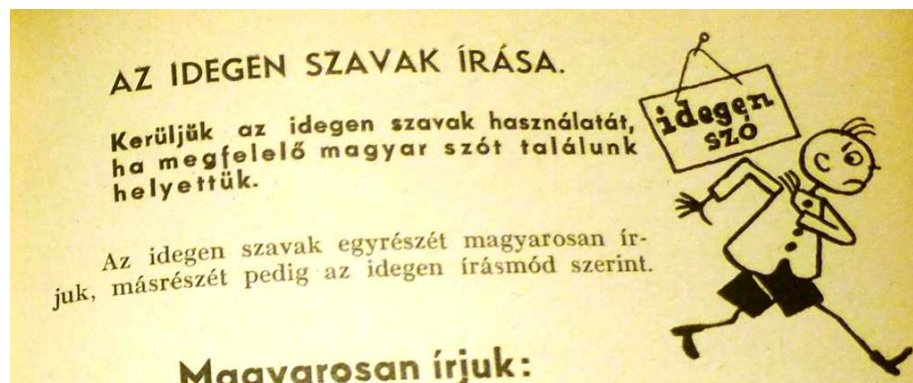 AZ IDEGEN SZAVAK ÍRÁSA.
idegen
szó
Kerüljük az idegen szavak használatát,
ha megfelelő magyar szót találunk
helyettük.
Az idegen szavak egyrészét magyarosan ír-
juk, másrészét pedig az idegen írásmód szerint.
Magyarosan írjuk: